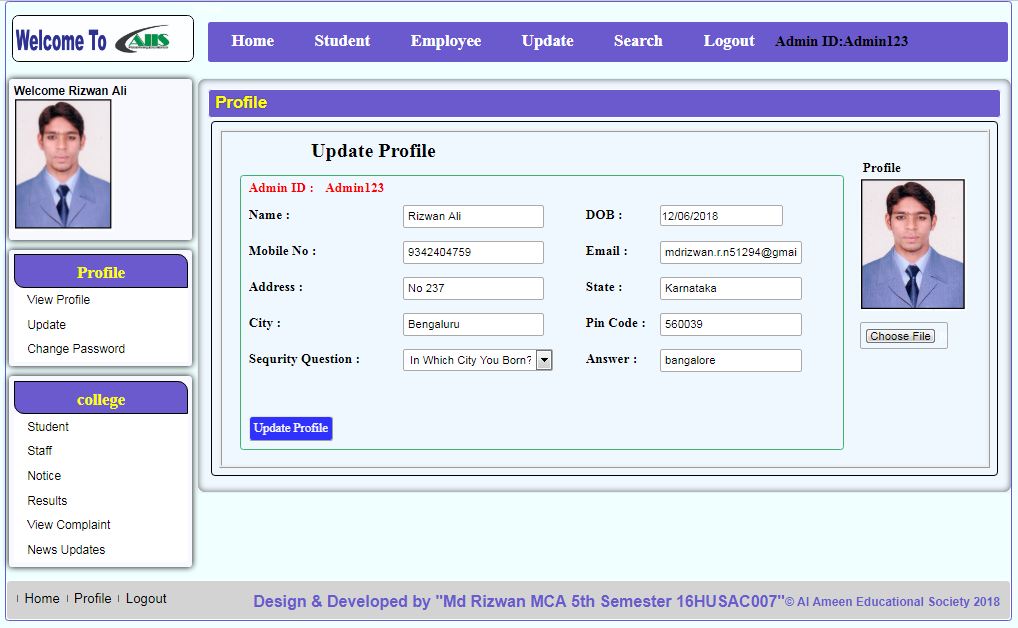 Welcome To AIIS
Home Student Employee Update Search Logout Admin ID:Admin123
Welcome Rizwan Ali
Profile
View Profile
Update
Change Password
college
Student
Staff
Notice
Results
View Complaint
News Updates
Profile
Update Profile
Profile
Admin ID : Admin123
Name : Rizwan Ali DOB : 12/06/2018
Mobile No : 9342404759 Email : mdrizwan.r.n51294@gmai
Address : No 237 State : Karnataka
City : Bengaluru Pin Code : 560039
Choose File
Sequrity Question : In Which City You Born? Answer : bangalore
Update Profile
Home Profile Logout
Design & Developed by "Md Rizwan MCA 5th Semester 16HUSAC007"© Al Ameen Educational Society 2018